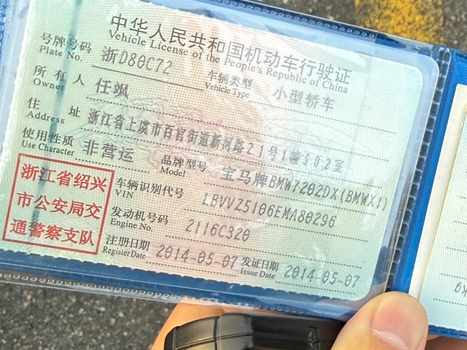 中华人民共和国机动车行驶证
Vehicle License of the People's Republic of China
号牌号码 浙D80C72 车辆类型 小型轿车
Plate No. Vehicle Type
所有人 任飒
Owner
住址 浙江省上虞市百官街道新河路21号1幢302室
Address
使用性质 非营运 品牌型号 宝马牌BMW7202DX(BMWX1)
Use Character Model
浙江省绍兴
市公安局交
通警察支队
车辆识别代号 LBVVZ5106EMA80296
VIN
发动机号码 2116C320
Engine No.
注册日期 2014-05-07 发证日期 2014-05-07
Register Date Issue Date
kg